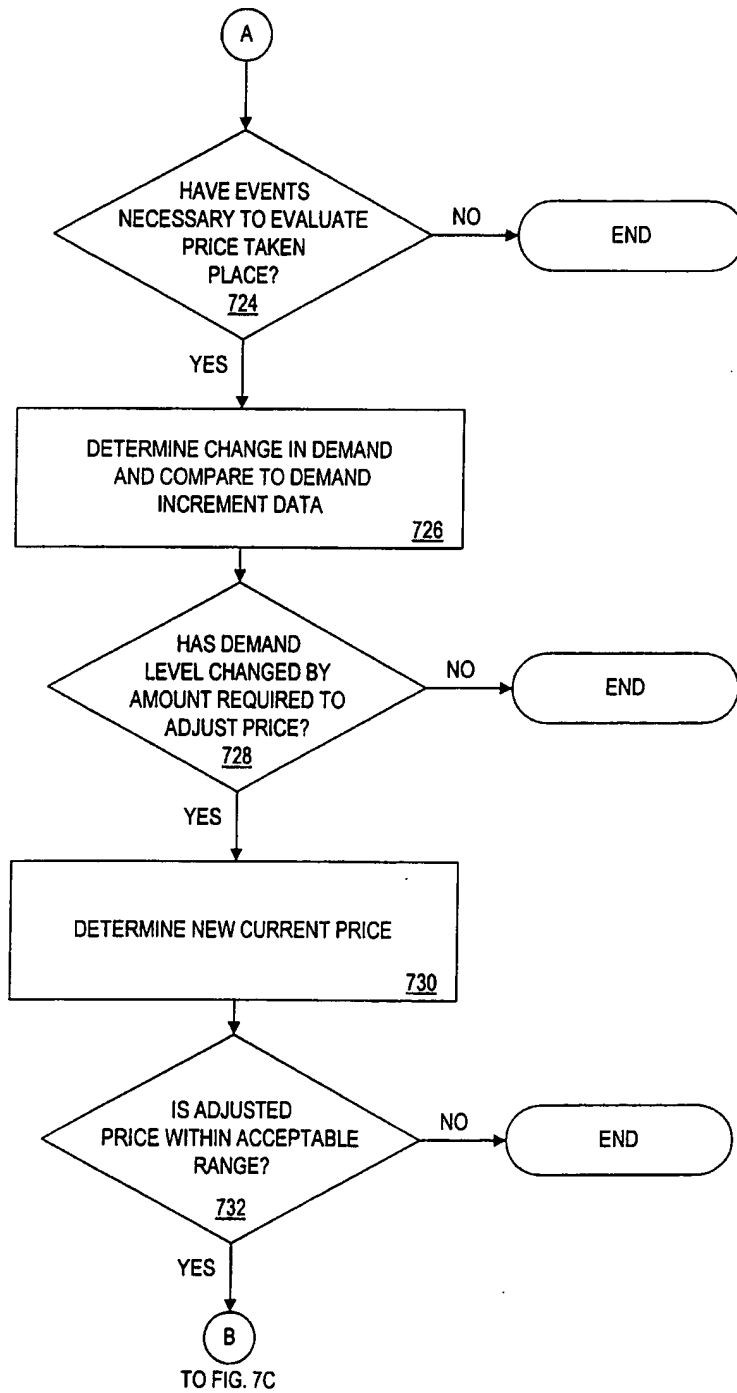 A
HAVE EVENTS
NECESSARY TO EVALUATE
PRICE TAKEN
PLACE?
724
NO
END
YES
DETERMINE CHANGE IN DEMAND
AND COMPARE TO DEMAND
INCREMENT DATA
726
HAS DEMAND
LEVEL CHANGED BY
AMOUNT REQUIRED TO
ADJUST PRICE?
728
NO
END
YES
DETERMINE NEW CURRENT PRICE
730
IS ADJUSTED
PRICE WITHIN ACCEPTABLE
RANGE?
732
NO
END
YES
B
TO FIG. 7C